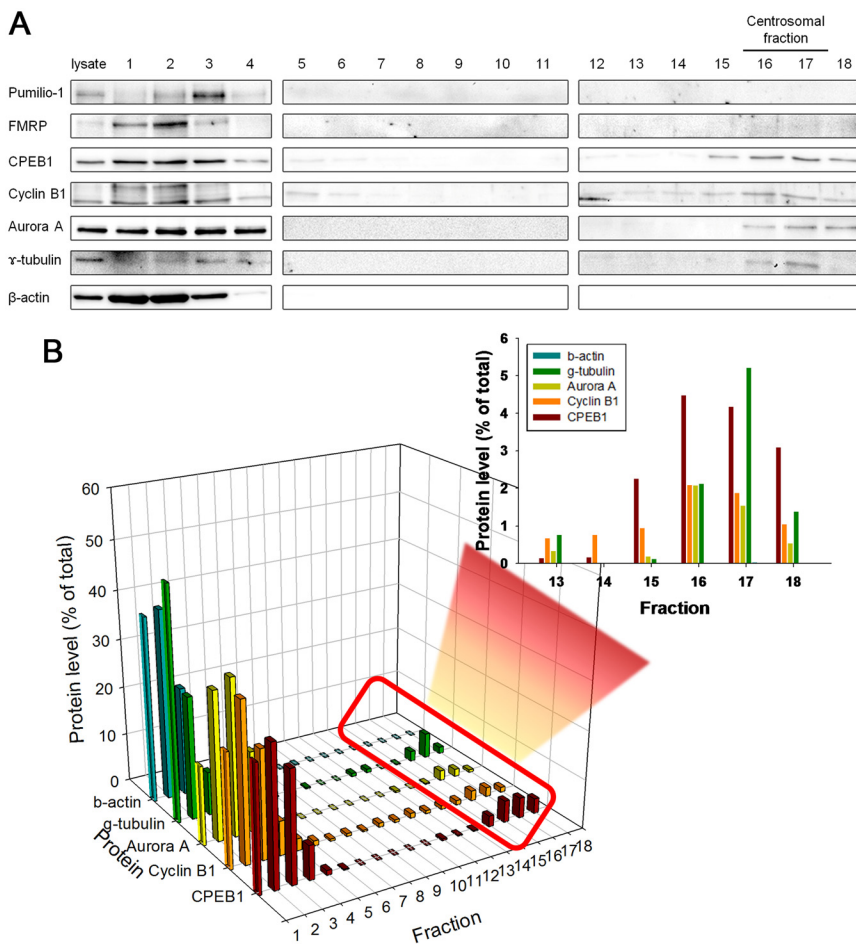 A
Centrosomal
fraction
lysate 1 2 3 4 5 6 7 8 9 10 11 12 13 14 15 16 17 18
Pumilio-1
FMRP
CPEB1
Cyclin B1
Aurora A
ɤ-tubulin
β-actin
B
Protein level (% of total)
6
5
4
3
2
1
0
b-actin
g-tubulin
Aurora A
Cyclin B1
CPEB1
13 14 15 16 17 18
Fraction
Protein level (% of total)
60
50
40
30
20
10
0
b-actin
g-tubulin
Aurora A
Cyclin B1
CPEB1
Protein
1 2 3 4 5 6 7 8 9 10 11 12 13 14 15 16 17 18
Fraction